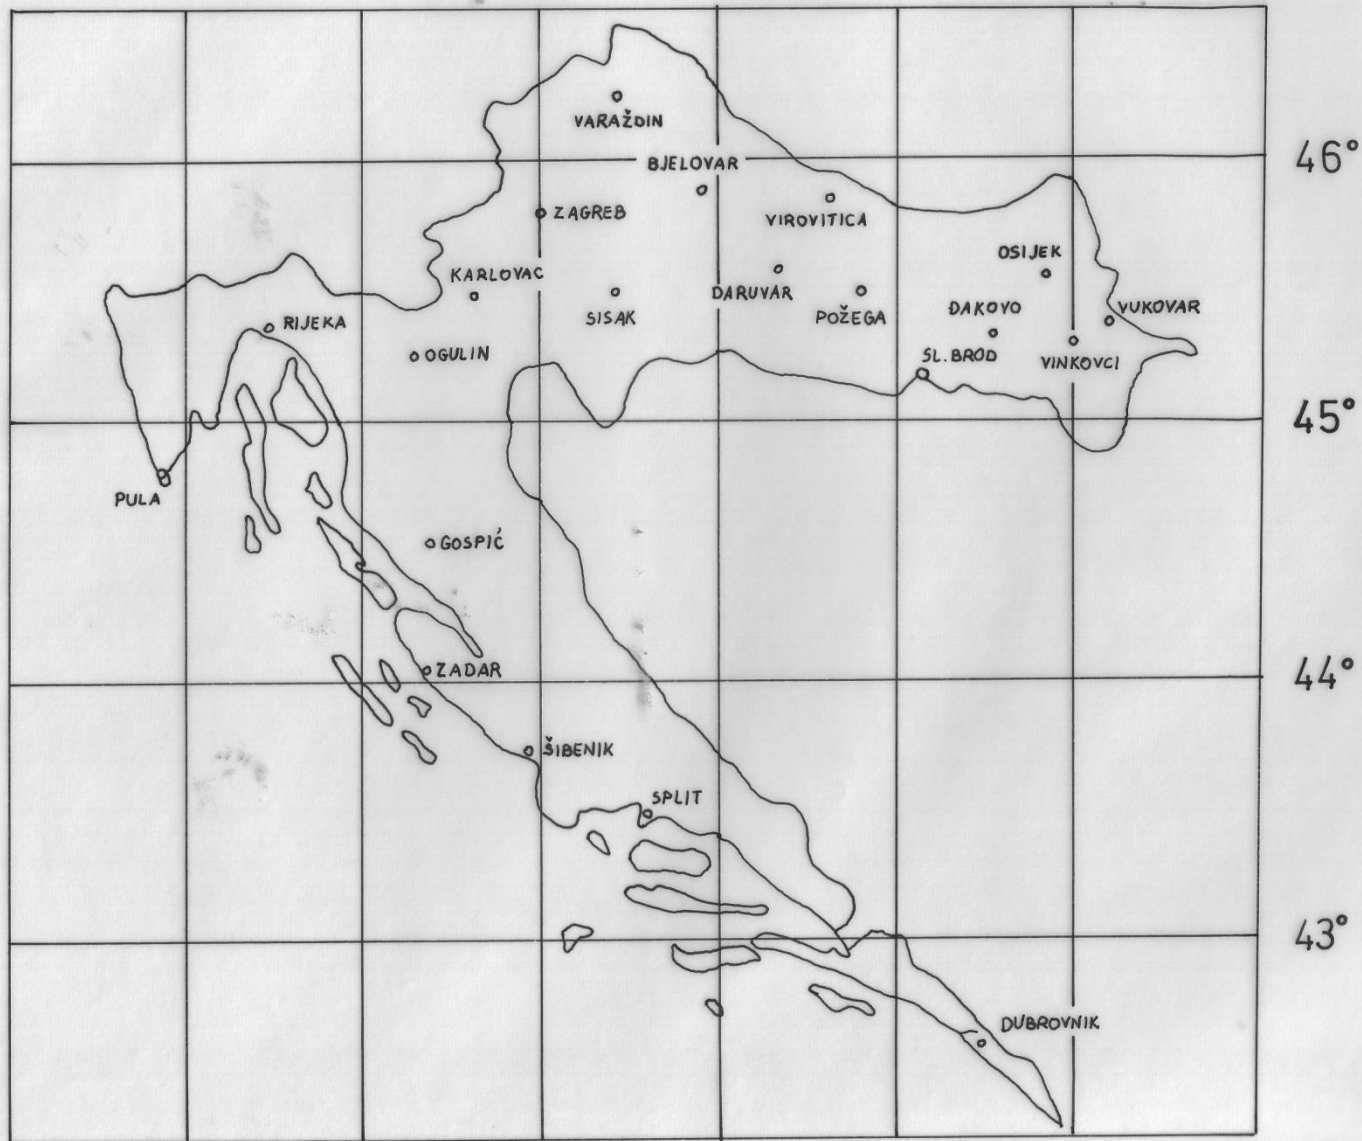 VARAŽDIN
46°
BJELOVAR
ZAGREB
VIROVITICA
OSIJEK
KARLOVAC
DARUVAR
SISAK
POŽEGA
ĐAKOVO
VUKOVAR
RIJEKA
OGULIN
SL. BROD
VINKOVCI
45°
PULA
GOSPIĆ
ZADAR
44°
ŠIBENIK
SPLIT
43°
DUBROVNIK